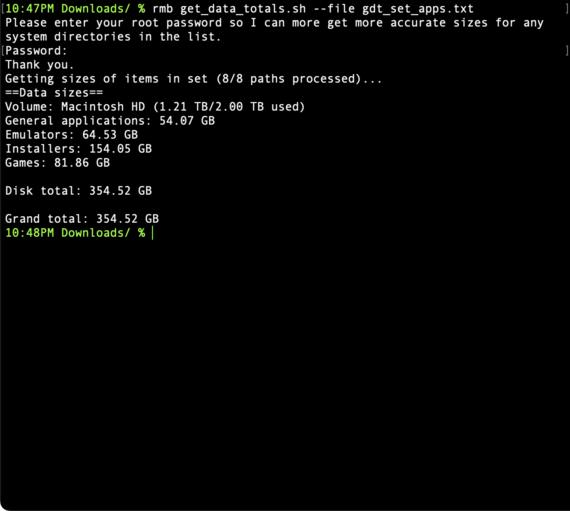 [10:47PM Downloads/ % rmb get_data_totals.sh --file gdt_set_apps.txt ]
Please enter your root password so I can more get more accurate sizes for any
system directories in the list.
[Password: ]
Thank you.
Getting sizes of items in set (8/8 paths processed)...
==Data sizes==
Volume: Macintosh HD (1.21 TB/2.00 TB used)
General applications: 54.07 GB
Emulators: 64.53 GB
Installers: 154.05 GB
Games: 81.86 GB
Disk total: 354.52 GB
Grand total: 354.52 GB
10:48PM Downloads/ %